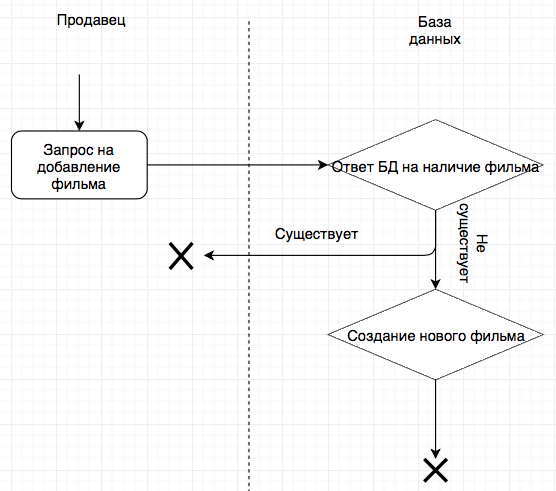 Продавец
База
данных
Запрос на
добавление
фильма
Ответ БД на наличие фильма
Существует
Не
существует
Создание нового фильма